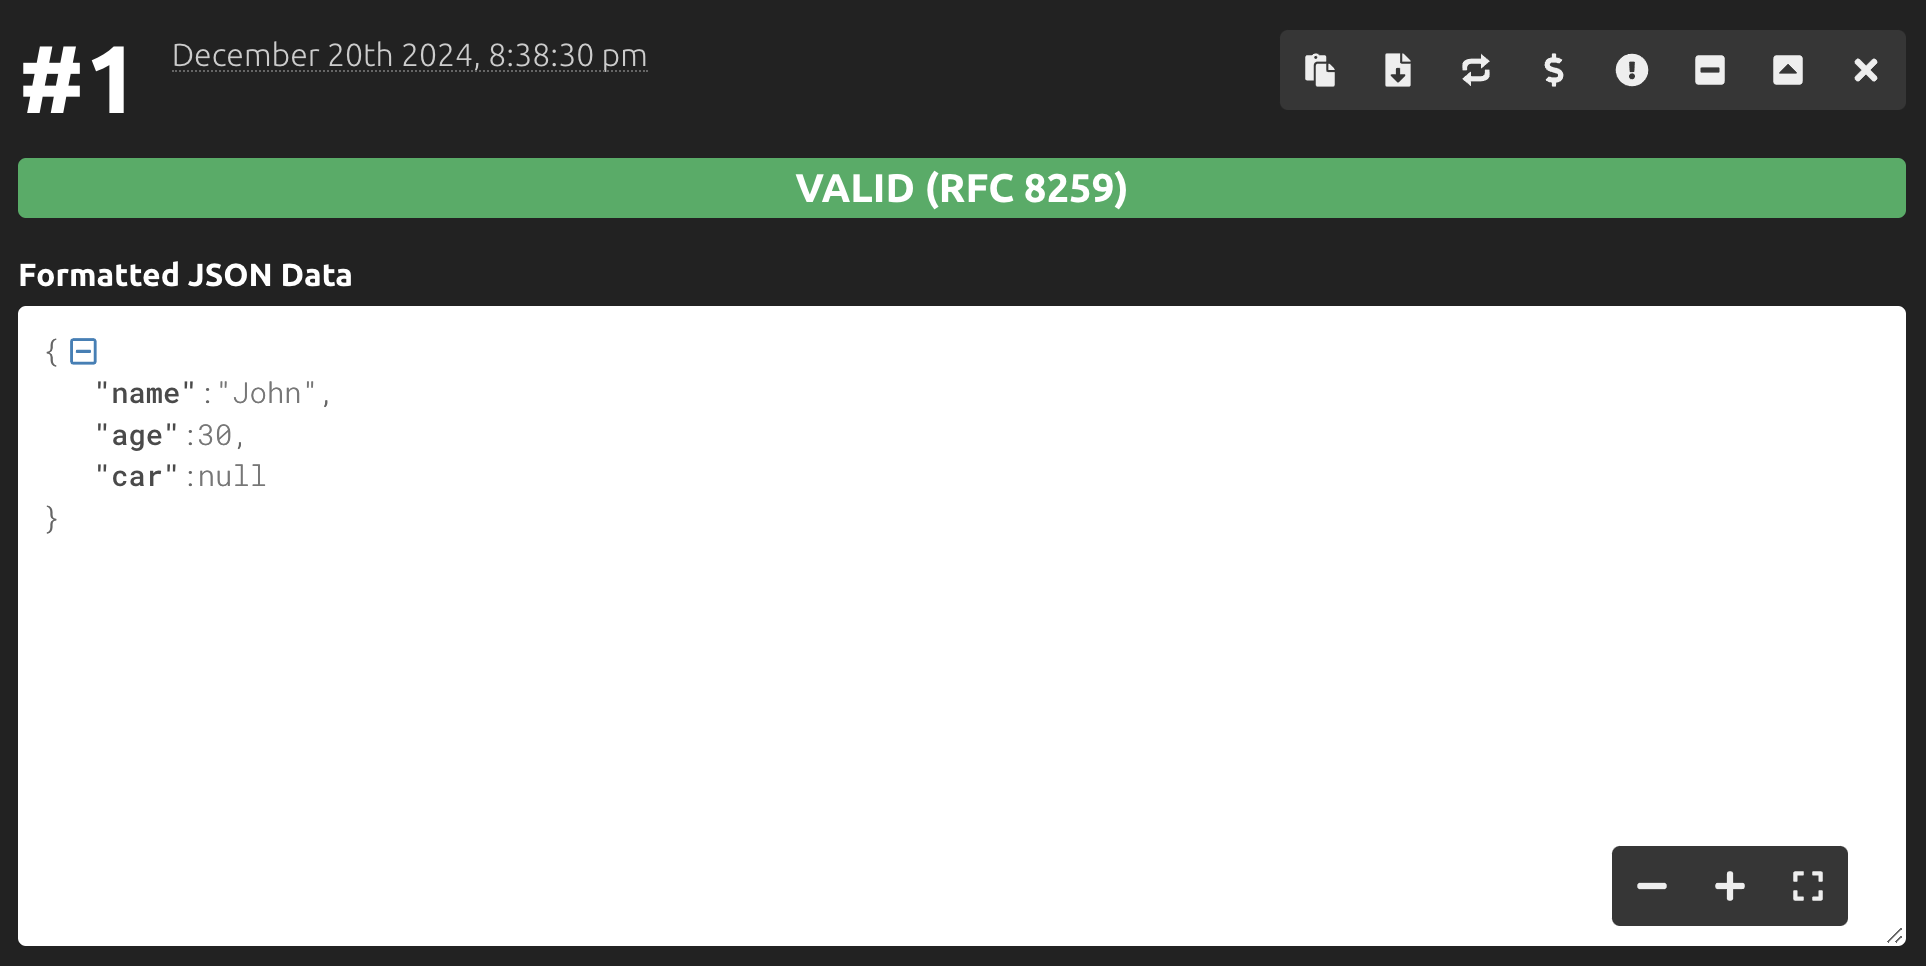 #1
December 20th 2024, 8:38:30 pm
VALID (RFC 8259)
Formatted JSON Data
{
"name":"John",
"age":30,
"car":null
}